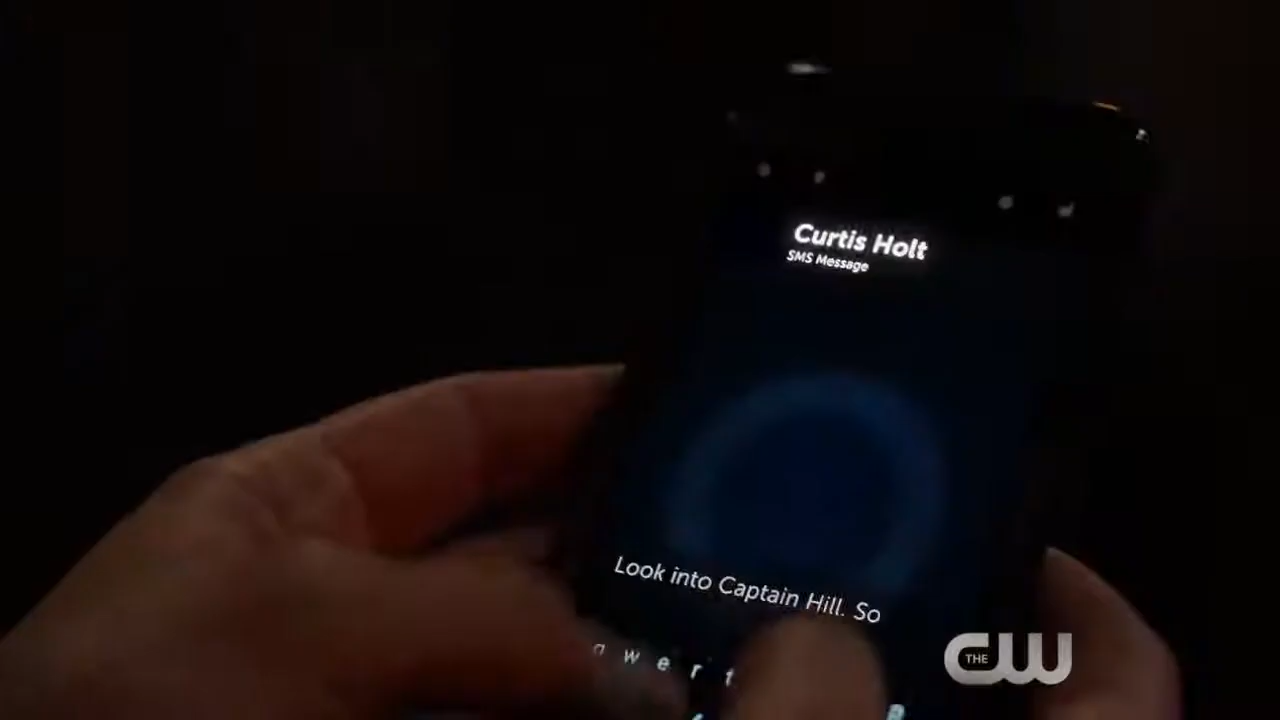 Curtis Holt
SMS Message
Look into Captain Hill. So
q w e r t
THE CW